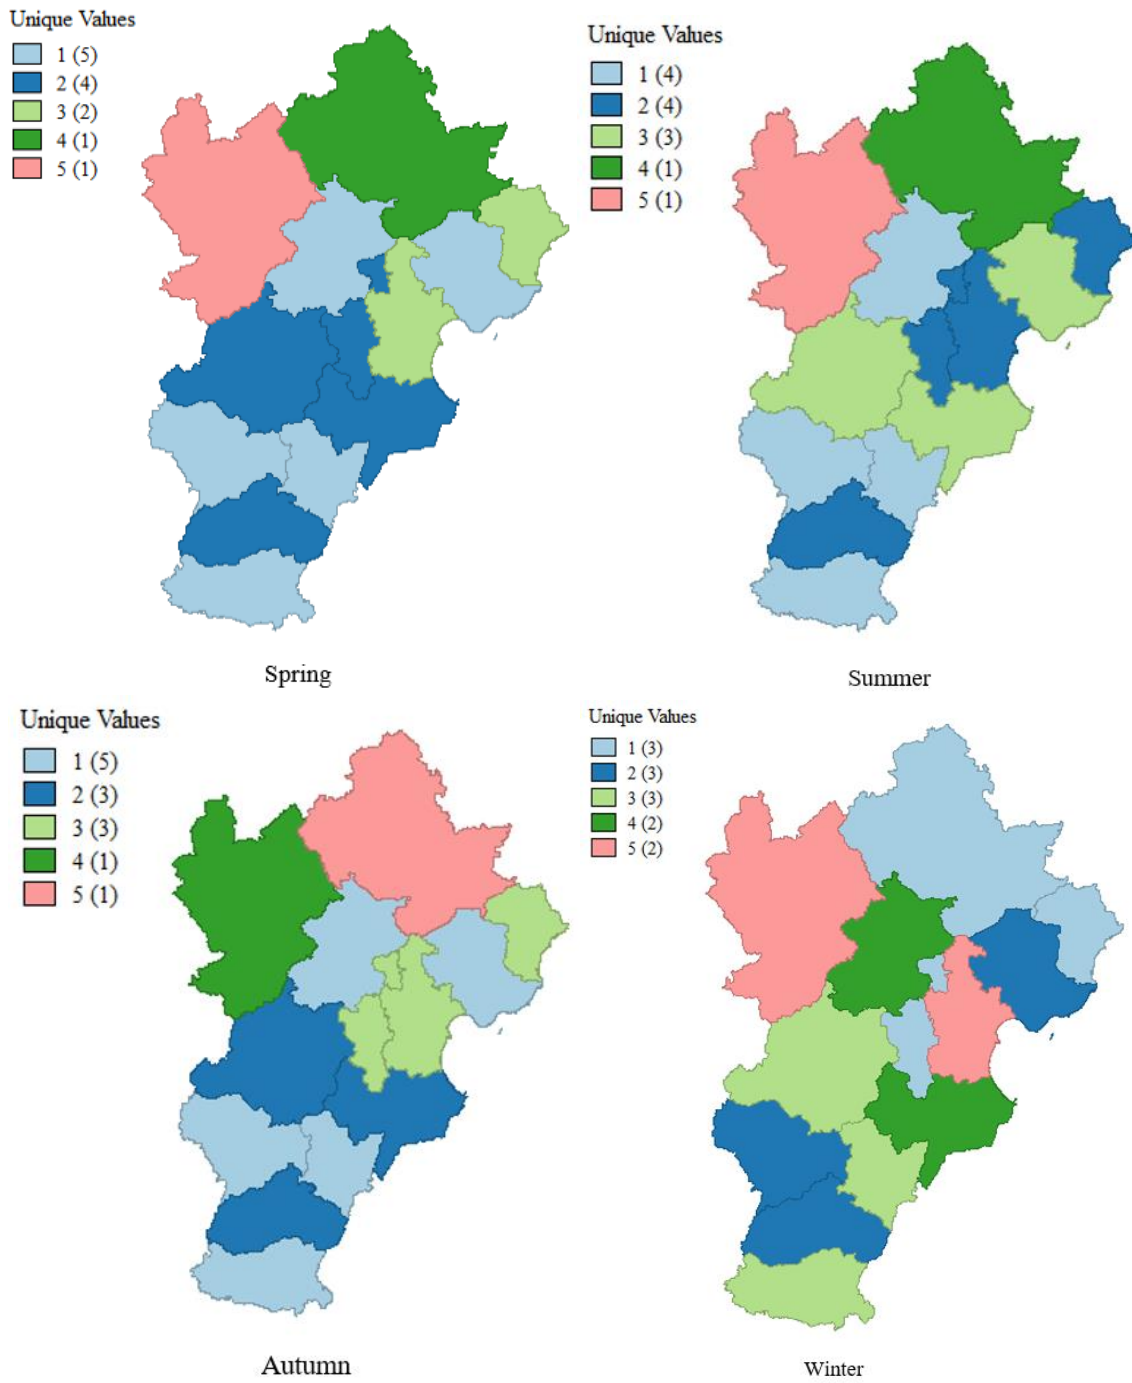 Unique Values
1 (5)
2 (4)
3 (2)
4 (1)
5 (1)
Spring
Unique Values
1 (4)
2 (4)
3 (3)
4 (1)
5 (1)
Summer
Unique Values
1 (5)
2 (3)
3 (3)
4 (1)
5 (1)
Autumn
Unique Values
1 (3)
2 (3)
3 (3)
4 (2)
5 (2)
Winter